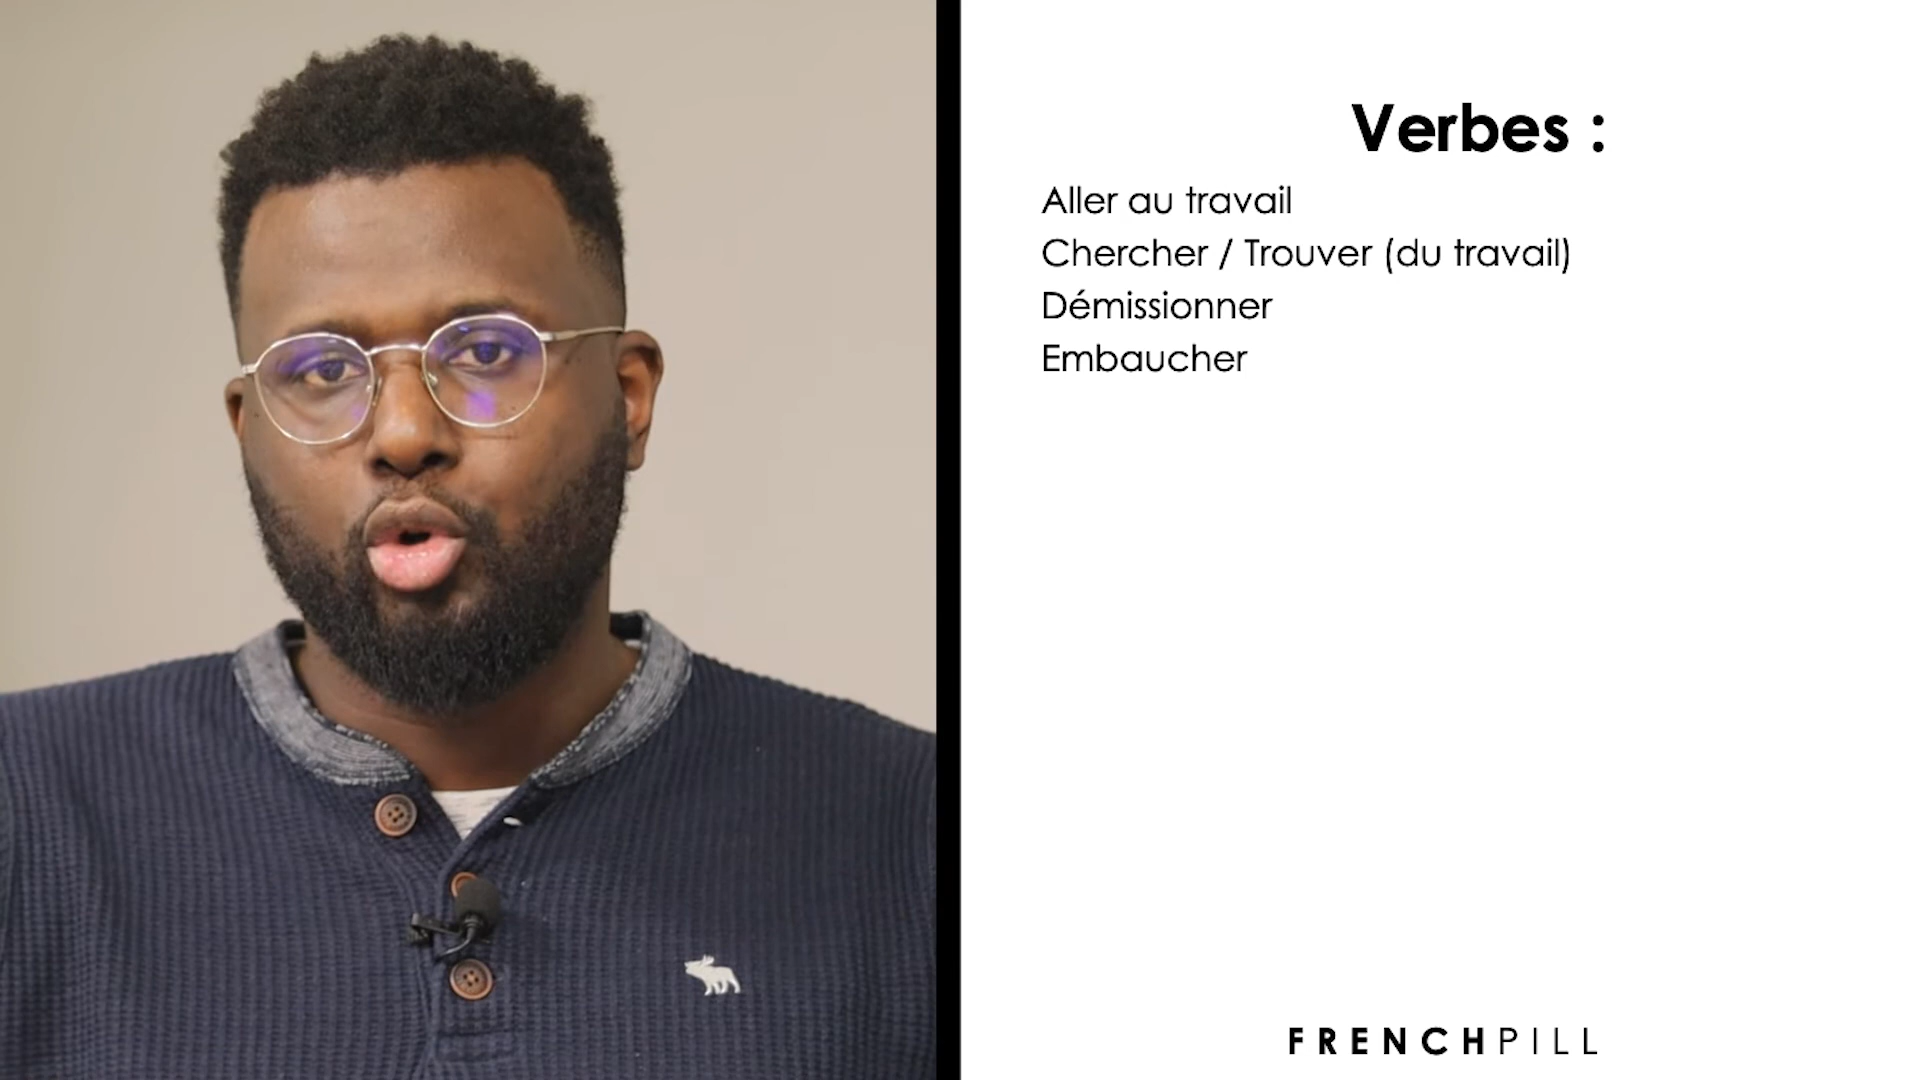 Verbes :
Aller au travail
Chercher / Trouver (du travail)
Démissionner
Embaucher
FRENCHPILL